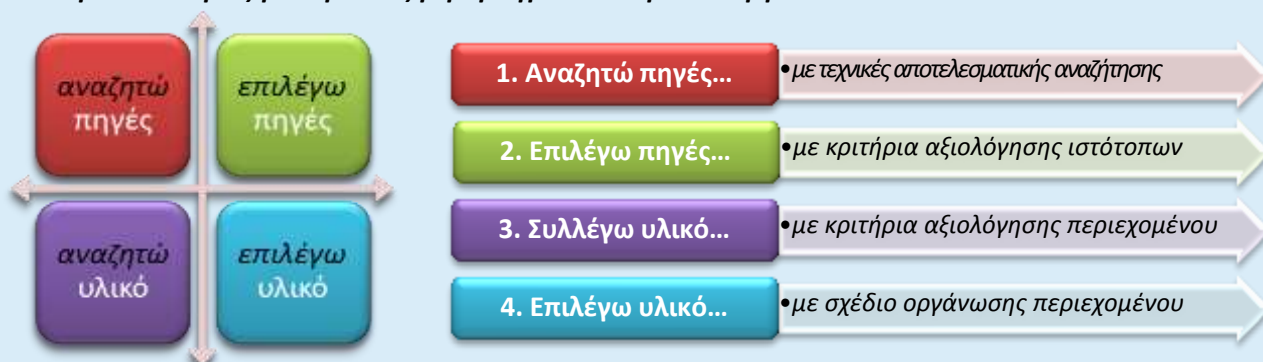 αναζητώ
πηγές
επιλέγω
πηγές
αναζητώ
υλικό
επιλέγω
υλικό
1. Αναζητώ πηγές...
•με τεχνικές αποτελεσματικής αναζήτησης
2. Επιλέγω πηγές...
•με κριτήρια αξιολόγησης ιστότοπων
3. Συλλέγω υλικό...
•με κριτήρια αξιολόγησης περιεχομένου
4. Επιλέγω υλικό...
•με σχέδιο οργάνωσης περιεχομένου